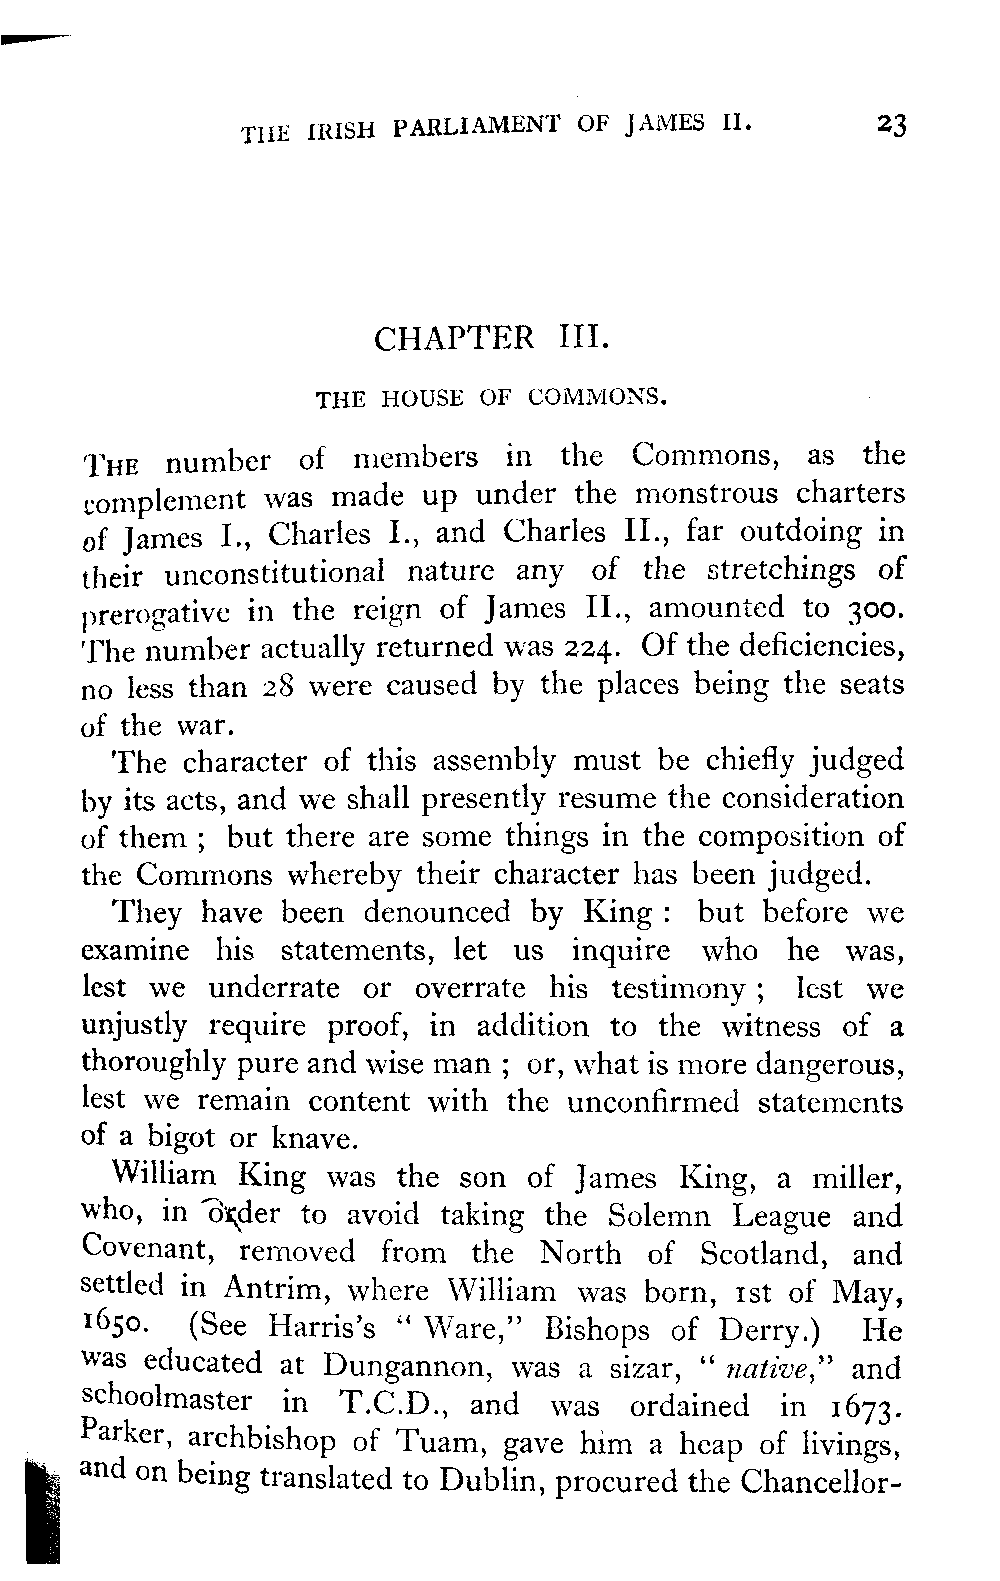 THE IRISH PARLIAMENT OF JAMES II. 23
CHAPTER III.
THE HOUSE OF COMMONS.
THE number of members in the Commons, as the
complement was made up under the monstrous charters
of James I., Charles I., and Charles II., far outdoing in
their unconstitutional nature any of the stretchings of
prerogative in the reign of James II., amounted to 300.
The number actually returned was 224. Of the deficiencies,
no less than 28 were caused by the places being the seats
of the war.
The character of this assembly must be chiefly judged
by its acts, and we shall presently resume the consideration
of them ; but there are some things in the composition of
the Commons whereby their character has been judged.
They have been denounced by King : but before we
examine his statements, let us inquire who he was,
lest we underrate or overrate his testimony ; lest we
unjustly require proof, in addition to the witness of a
thoroughly pure and wise man ; or, what is more dangerous,
lest we remain content with the unconfirmed statements
of a bigot or knave.
William King was the son of James King, a miller,
who, in order to avoid taking the Solemn League and
Covenant, removed from the North of Scotland, and
settled in Antrim, where William was born, 1st of May,
1650. (See Harris's “ Ware,” Bishops of Derry.) He
was educated at Dungannon, was a sizar, “ native,” and
schoolmaster in T.C.D., and was ordained in 1673.
Parker, archbishop of Tuam, gave him a heap of livings,
and on being translated to Dublin, procured the Chancellor-